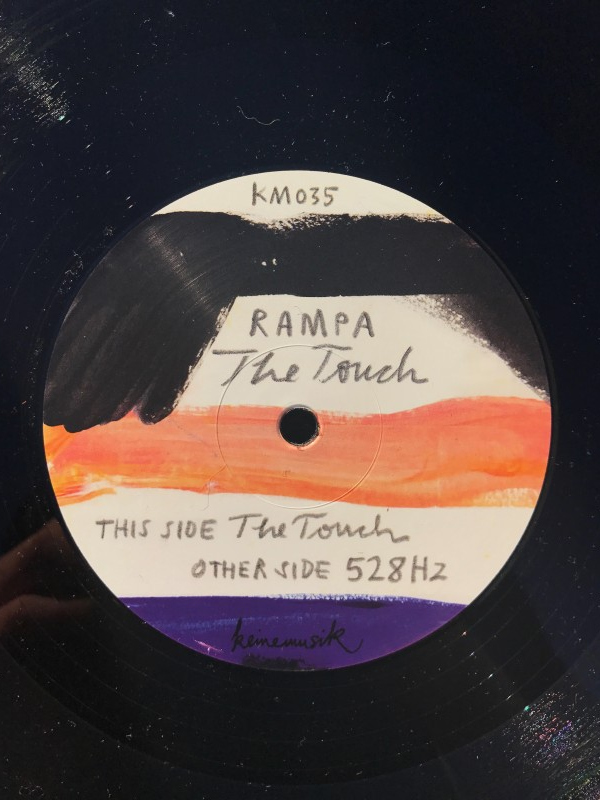 KM035
RAMPA
The Touch
THIS SIDE The Touch
OTHER SIDE 528Hz
keinemusik